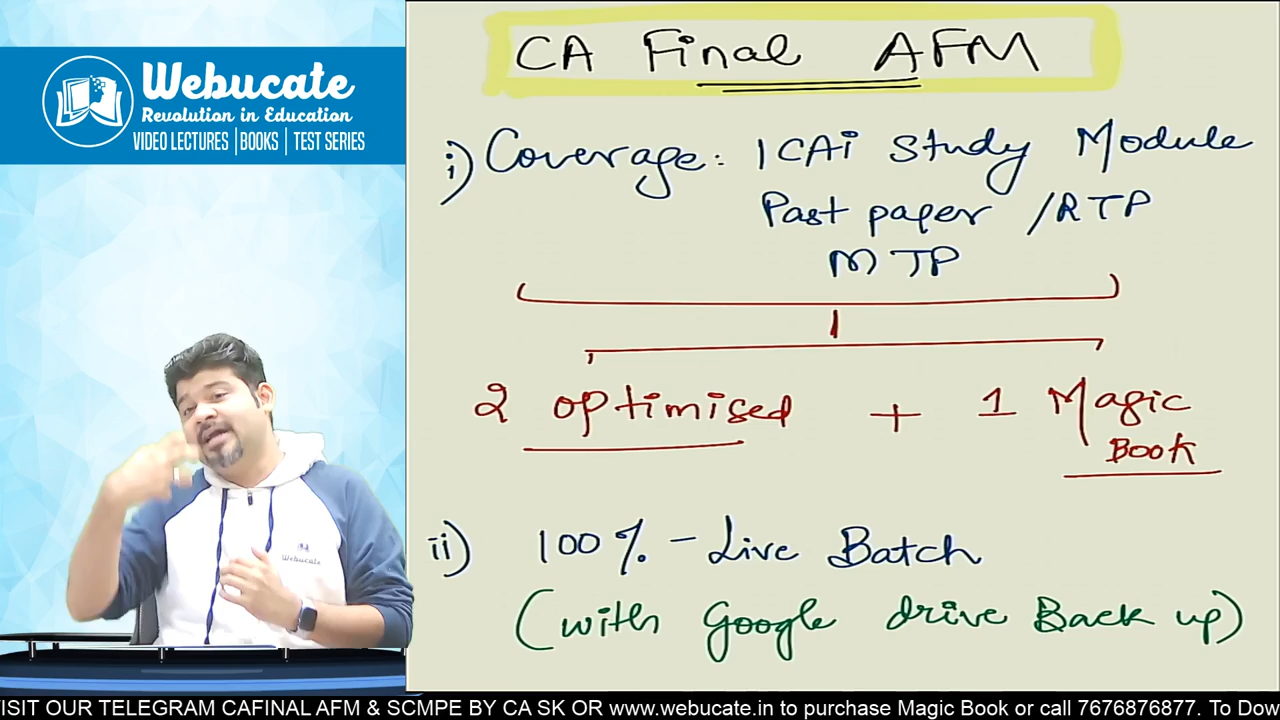 Webucate
Revolution in Education
VIDEO LECTURES | BOOKS | TEST SERIES
CA Final AFM
i) Coverage: ICAi Study Module
Past paper / RTP
MTP
2 optimised + 1 Magic
BOOK
ii) 100% - Live Batch
(with Google drive Back up)
Webucate
ISIT OUR TELEGRAM CAFINAL AFM & SCMPE BY CA SK OR www.webucate.in to purchase Magic Book or call 7676876877. To Dow